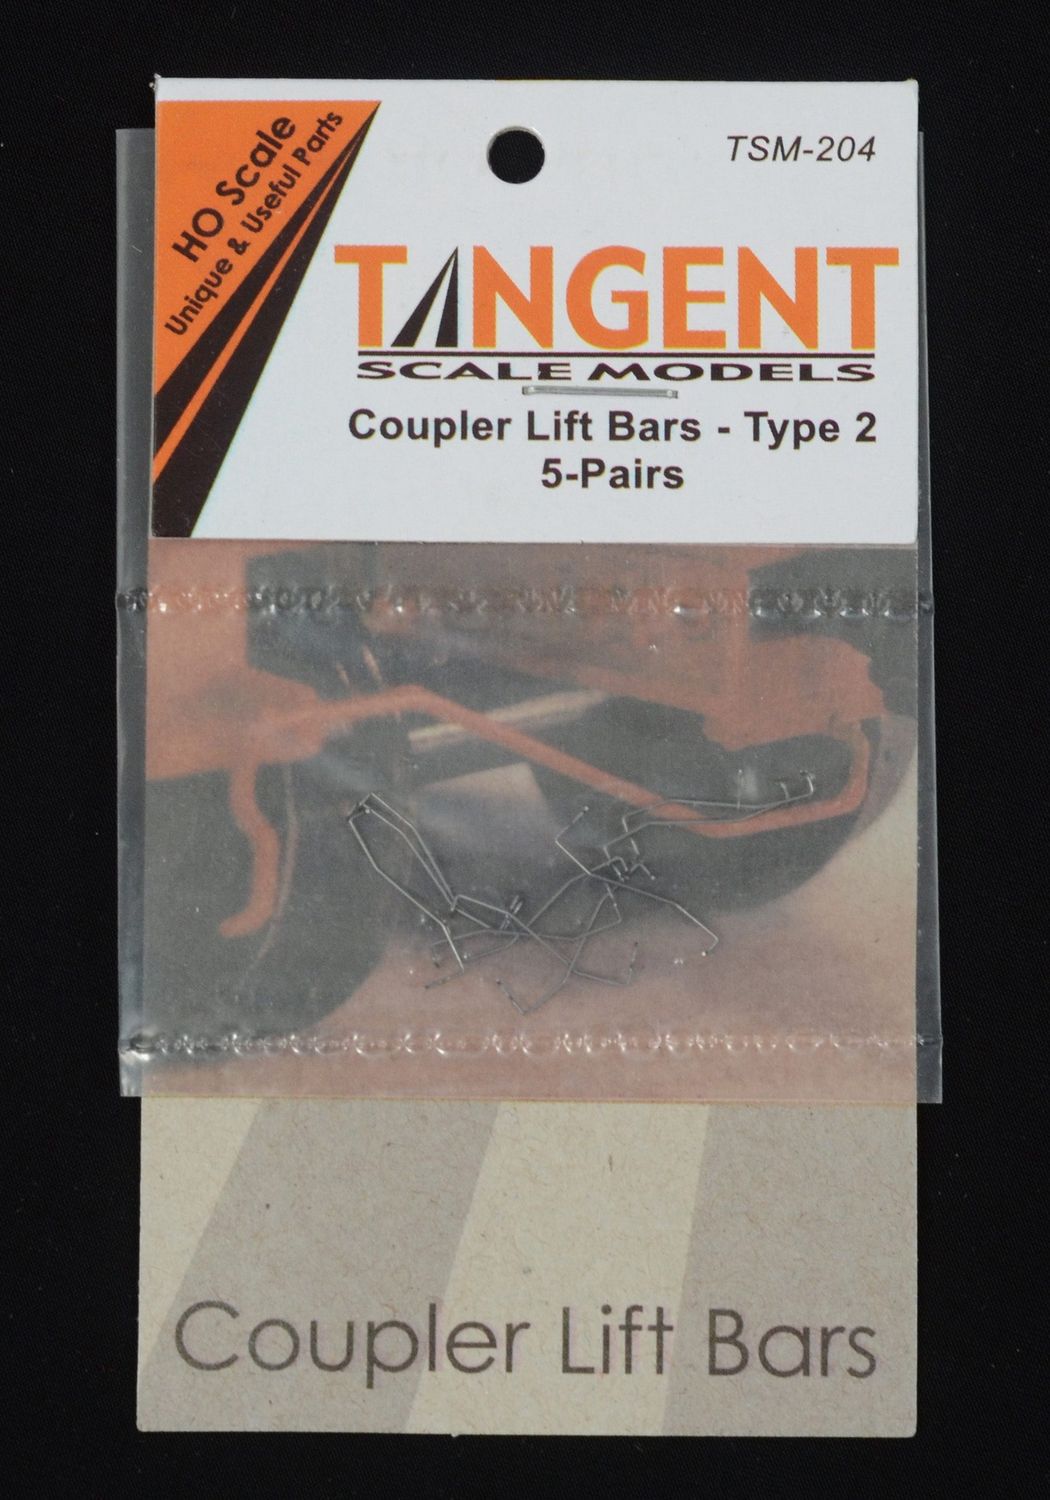 HO Scale
Unique & Useful Parts
TSM-204
TANGENT
SCALE MODELS
Coupler Lift Bars - Type 2
5-Pairs
Coupler Lift Bars